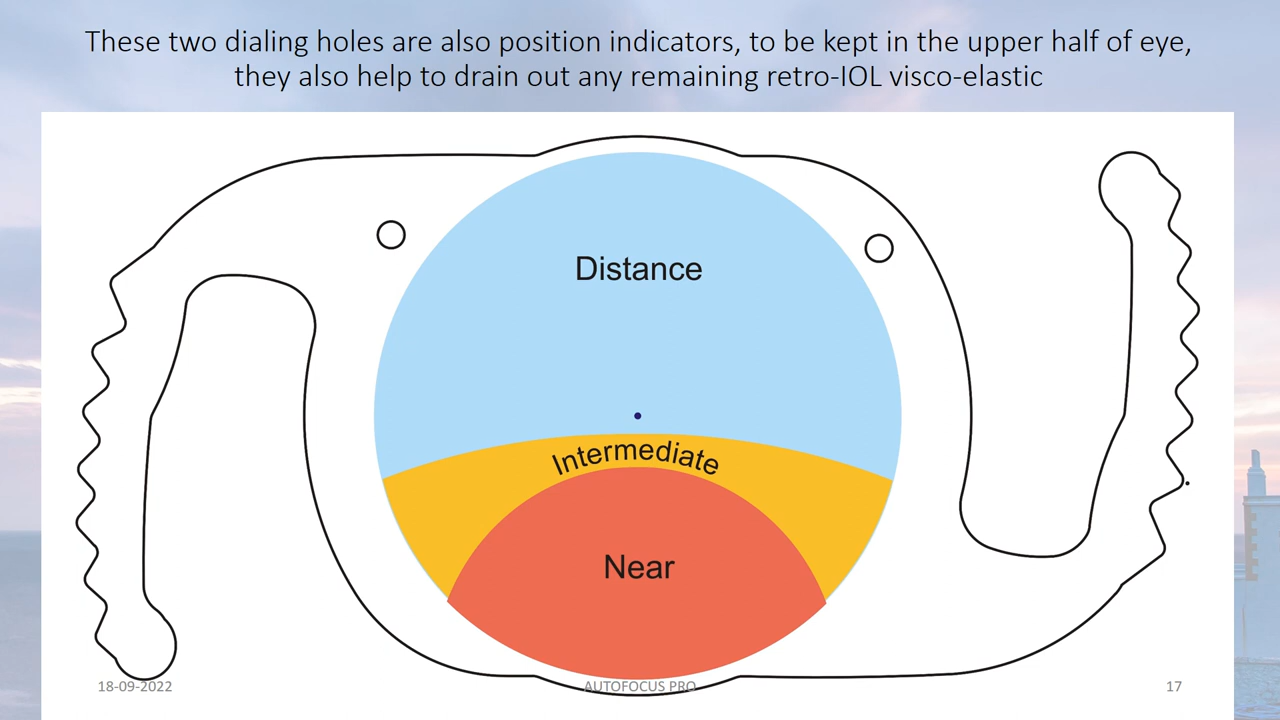 These two dialing holes are also position indicators, to be kept in the upper half of eye,
they also help to drain out any remaining retro-IOL visco-elastic
Distance
Intermediate
Near
18-09-2022
AUTOFOCUS PRO
17